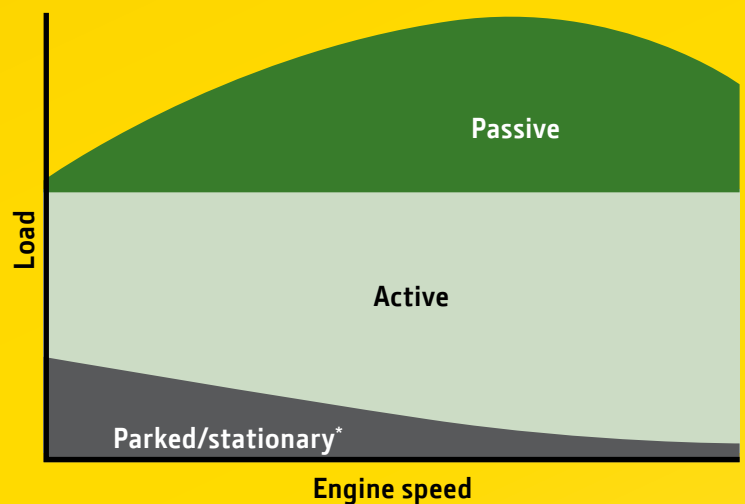 Passive
Load
Active
Parked/stationary*
Engine speed